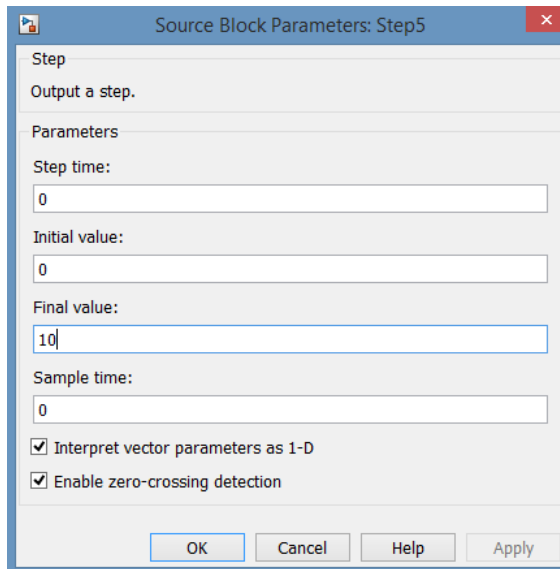 Source Block Parameters: Step5
Step
Output a step.
Parameters
Step time:
0
Initial value:
0
Final value:
10
Sample time:
0
Interpret vector parameters as 1-D
Enable zero-crossing detection
OK Cancel Help Apply